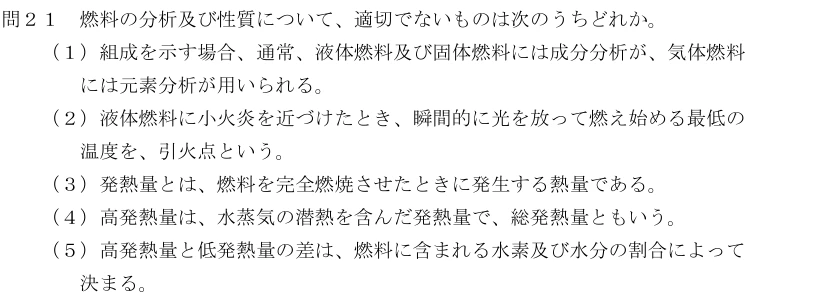 問２１　燃料の分析及び性質について、適切でないものは次のうちどれか。
（１）組成を示す場合、通常、液体燃料及び固体燃料には成分分析が、気体燃料
には元素分析が用いられる。
（２）液体燃料に小火炎を近づけたとき、瞬間的に光を放って燃え始める最低の
温度を、引火点という。
（３）発熱量とは、燃料を完全燃焼させたときに発生する熱量である。
（４）高発熱量は、水蒸気の潜熱を含んだ発熱量で、総発熱量ともいう。
（５）高発熱量と低発熱量の差は、燃料に含まれる水素及び水分の割合によって
決まる。